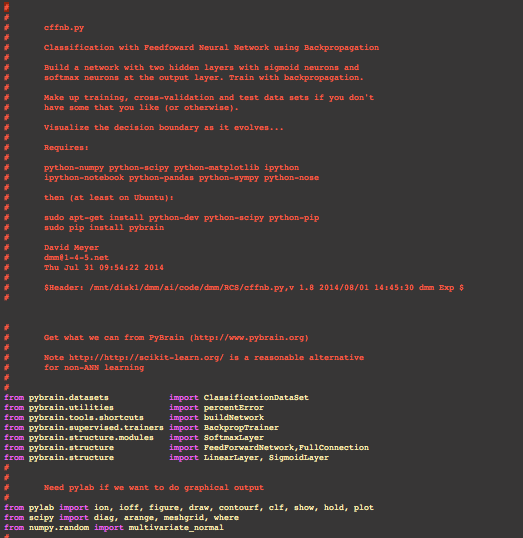 #
#
#       cffnb.py
#
#       Classification with Feedfoward Neural Network using Backpropagation
#
#       Build a network with two hidden layers with sigmoid neurons and
#       softmax neurons at the output layer. Train with backpropagation.
#
#       Make up training, cross-validation and test data sets if you don't
#       have some that you like (or otherwise).
#
#       Visualize the decision boundary as it evolves...
#
#       Requires:
#
#       python-numpy python-scipy python-matplotlib ipython
#       ipython-notebook python-pandas python-sympy python-nose
#
#       then (at least on Ubuntu):
#
#       sudo apt-get install python-dev python-scipy python-pip
#       sudo pip install pybrain
#
#       David Meyer
#       dmm@1-4-5.net
#       Thu Jul 31 09:54:22 2014
#
#       $Header: /mnt/disk1/dmm/ai/code/dmm/RCS/cffnb.py,v 1.8 2014/08/01 14:45:30 dmm Exp $
#
#
#       Get what we can from PyBrain (http://www.pybrain.org)
#
#       Note http://http://scikit-learn.org/ is a reasonable alternative
#       for non-ANN learning
#
#
from pybrain.datasets            import ClassificationDataSet
from pybrain.utilities           import percentError
from pybrain.tools.shortcuts     import buildNetwork
from pybrain.supervised.trainers import BackpropTrainer
from pybrain.structure.modules   import SoftmaxLayer
from pybrain.structure           import FeedForwardNetwork,FullConnection
from pybrain.structure           import LinearLayer, SigmoidLayer
#
#
#       Need pylab if we want to do graphical output
#
from pylab import ion, ioff, figure, draw, contourf, clf, show, hold, plot
from scipy import diag, arange, meshgrid, where
from numpy.random import multivariate_normal
#